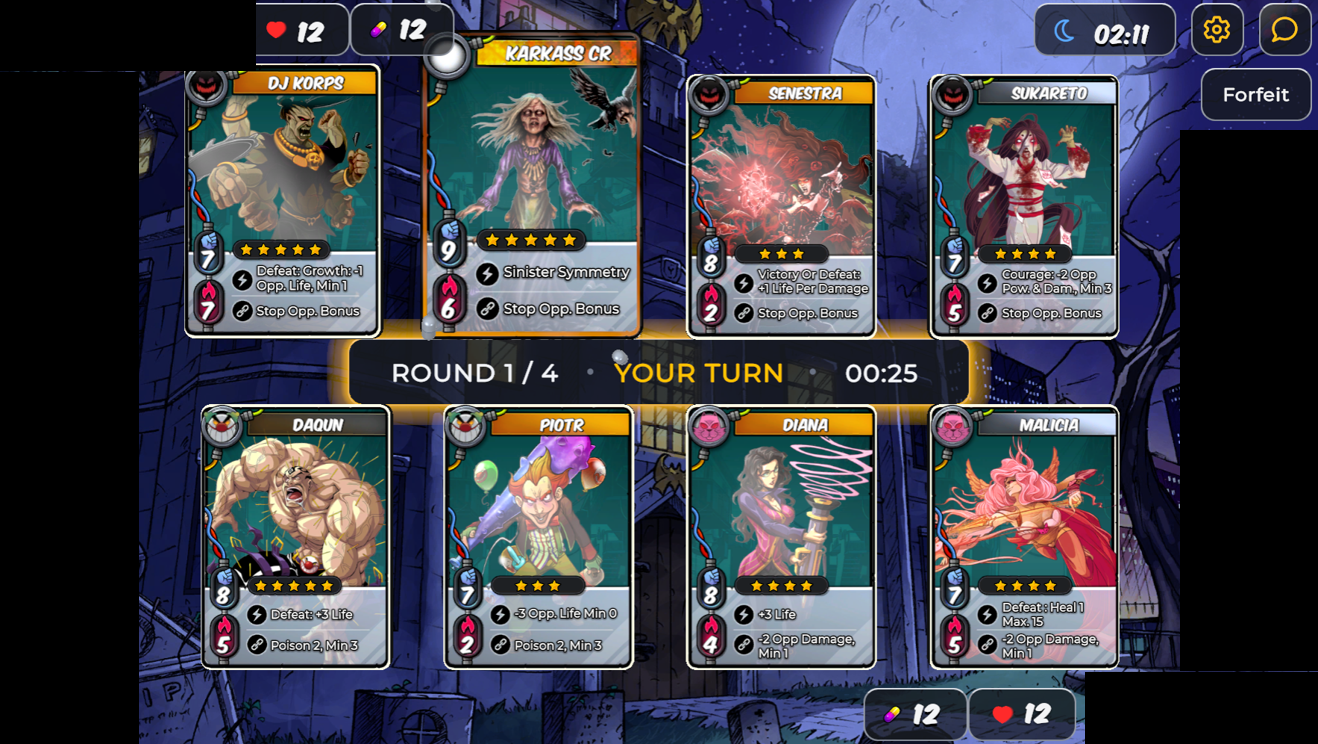 12
12
02:11
Forfeit
DJ KORPS
7
7
Defeat: Growth: -1
Opp. Life, Min 1
Stop Opp. Bonus
KARKASS CR
9
6
Sinister Symmetry
Stop Opp. Bonus
SENESTRA
8
2
Victory Or Defeat:
+1 Life Per Damage
Stop Opp. Bonus
SUKARETO
7
5
Courage: -2 Opp
Pow. & Dam., Min 3
Stop Opp. Bonus
ROUND 1 / 4 • YOUR TURN • 00:25
DAQUN
8
5
Defeat: +3 Life
Poison 2, Min 3
PIOTR
7
2
-3 Opp. Life Min 0
Poison 2, Min 3
DIANA
8
4
+3 Life
-2 Opp Damage,
Min 1
MALICIA
7
5
Defeat : Heal 1
Max. 15
-2 Opp Damage,
Min 1
12
12